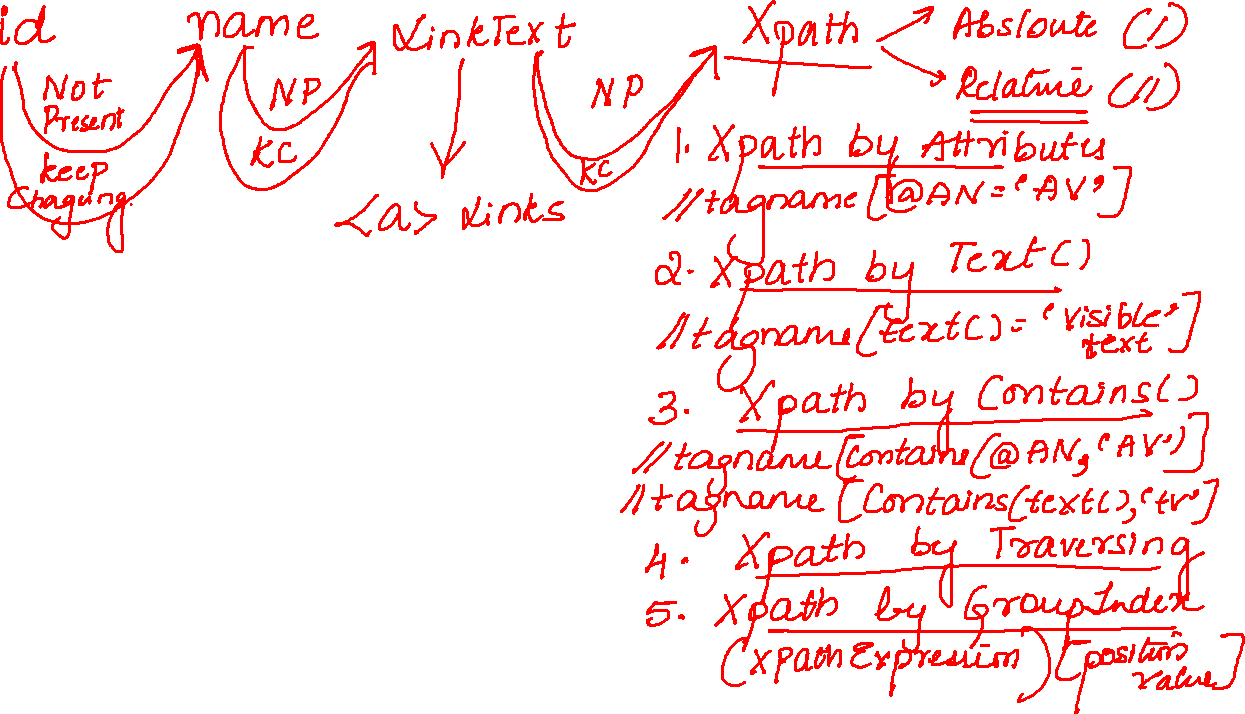 id name LinkText Xpath Absloute (/)
Relative (//)
Not Present
keep Chaguing.
NP
KC
NP
KC
<a> Links
1. Xpath by Attributes
//tagname[@AN='AV']
2. Xpath by Text()
//tagname[text()='visible text']
3. Xpath by Contains()
//tagname[contains(@AN,'AV')]
//tagname[Contains(text(),'tv']
4. Xpath by Traversing
5. Xpath by GroupIndex
(XPathExpression)[position value]